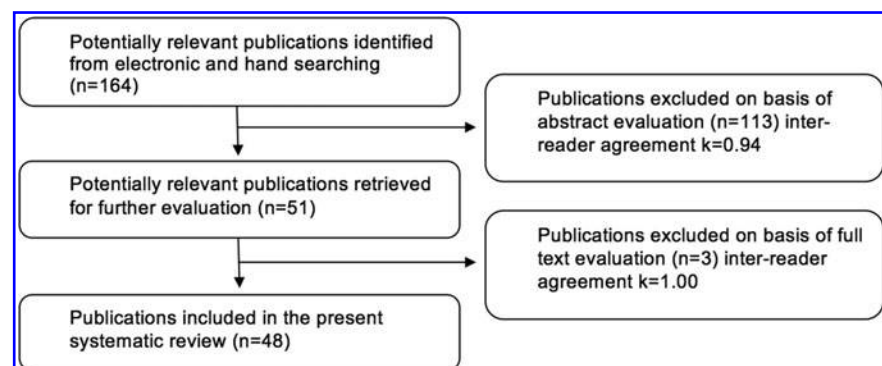 Potentially relevant publications identified
from electronic and hand searching
(n=164)
Publications excluded on basis of
abstract evaluation (n=113) inter-
reader agreement k=0.94
Potentially relevant publications retrieved
for further evaluation (n=51)
Publications excluded on basis of full
text evaluation (n=3) inter-reader
agreement k=1.00
Publications included in the present
systematic review (n=48)